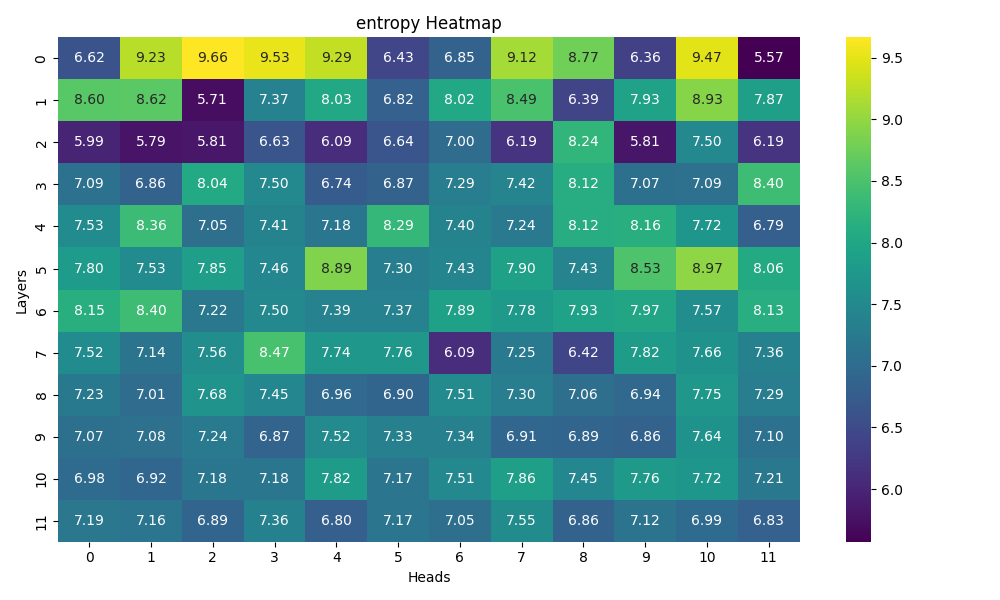 entropy Heatmap
0 6.62 9.23 9.66 9.53 9.29 6.43 6.85 9.12 8.77 6.36 9.47 5.57
1 8.60 8.62 5.71 7.37 8.03 6.82 8.02 8.49 6.39 7.93 8.93 7.87
2 5.99 5.79 5.81 6.63 6.09 6.64 7.00 6.19 8.24 5.81 7.50 6.19
3 7.09 6.86 8.04 7.50 6.74 6.87 7.29 7.42 8.12 7.07 7.09 8.40
4 7.53 8.36 7.05 7.41 7.18 8.29 7.40 7.24 8.12 8.16 7.72 6.79
5 7.80 7.53 7.85 7.46 8.89 7.30 7.43 7.90 7.43 8.53 8.97 8.06
6 8.15 8.40 7.22 7.50 7.39 7.37 7.89 7.78 7.93 7.97 7.57 8.13
7 7.52 7.14 7.56 8.47 7.74 7.76 6.09 7.25 6.42 7.82 7.66 7.36
8 7.23 7.01 7.68 7.45 6.96 6.90 7.51 7.30 7.06 6.94 7.75 7.29
9 7.07 7.08 7.24 6.87 7.52 7.33 7.34 6.91 6.89 6.86 7.64 7.10
10 6.98 6.92 7.18 7.18 7.82 7.17 7.51 7.86 7.45 7.76 7.72 7.21
11 7.19 7.16 6.89 7.36 6.80 7.17 7.05 7.55 6.86 7.12 6.99 6.83
0 1 2 3 4 5 6 7 8 9 10 11
Heads
Layers
9.5
9.0
8.5
8.0
7.5
7.0
6.5
6.0